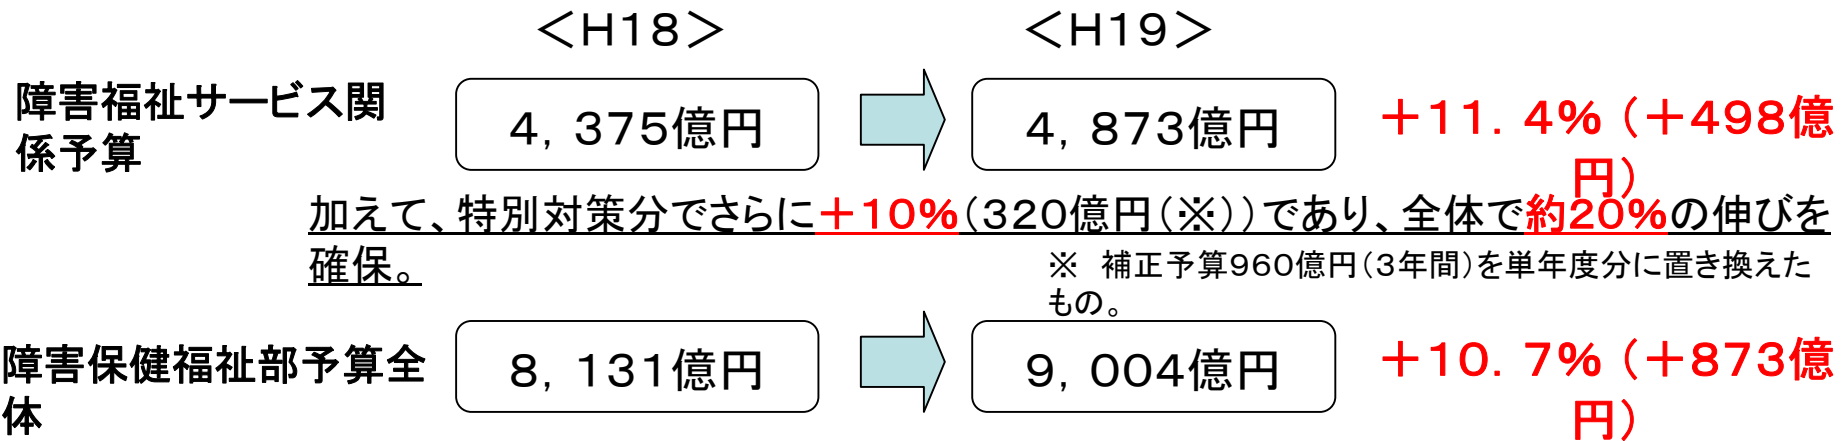 ＜Ｈ１８＞
＜Ｈ１９＞
障害福祉サービス関
係予算
４，３７５億円
４，８７３億円
＋１１．４％（＋４９８億
円）
加えて、特別対策分でさらに＋１０％（３２０億円（※））であり、全体で約２０％の伸びを
確保。
※　補正予算９６０億円（３年間）を単年度分に置き換えた
もの。
障害保健福祉部予算全
体
８，１３１億円
９，００４億円
＋１０．７％（＋８７３億
円）